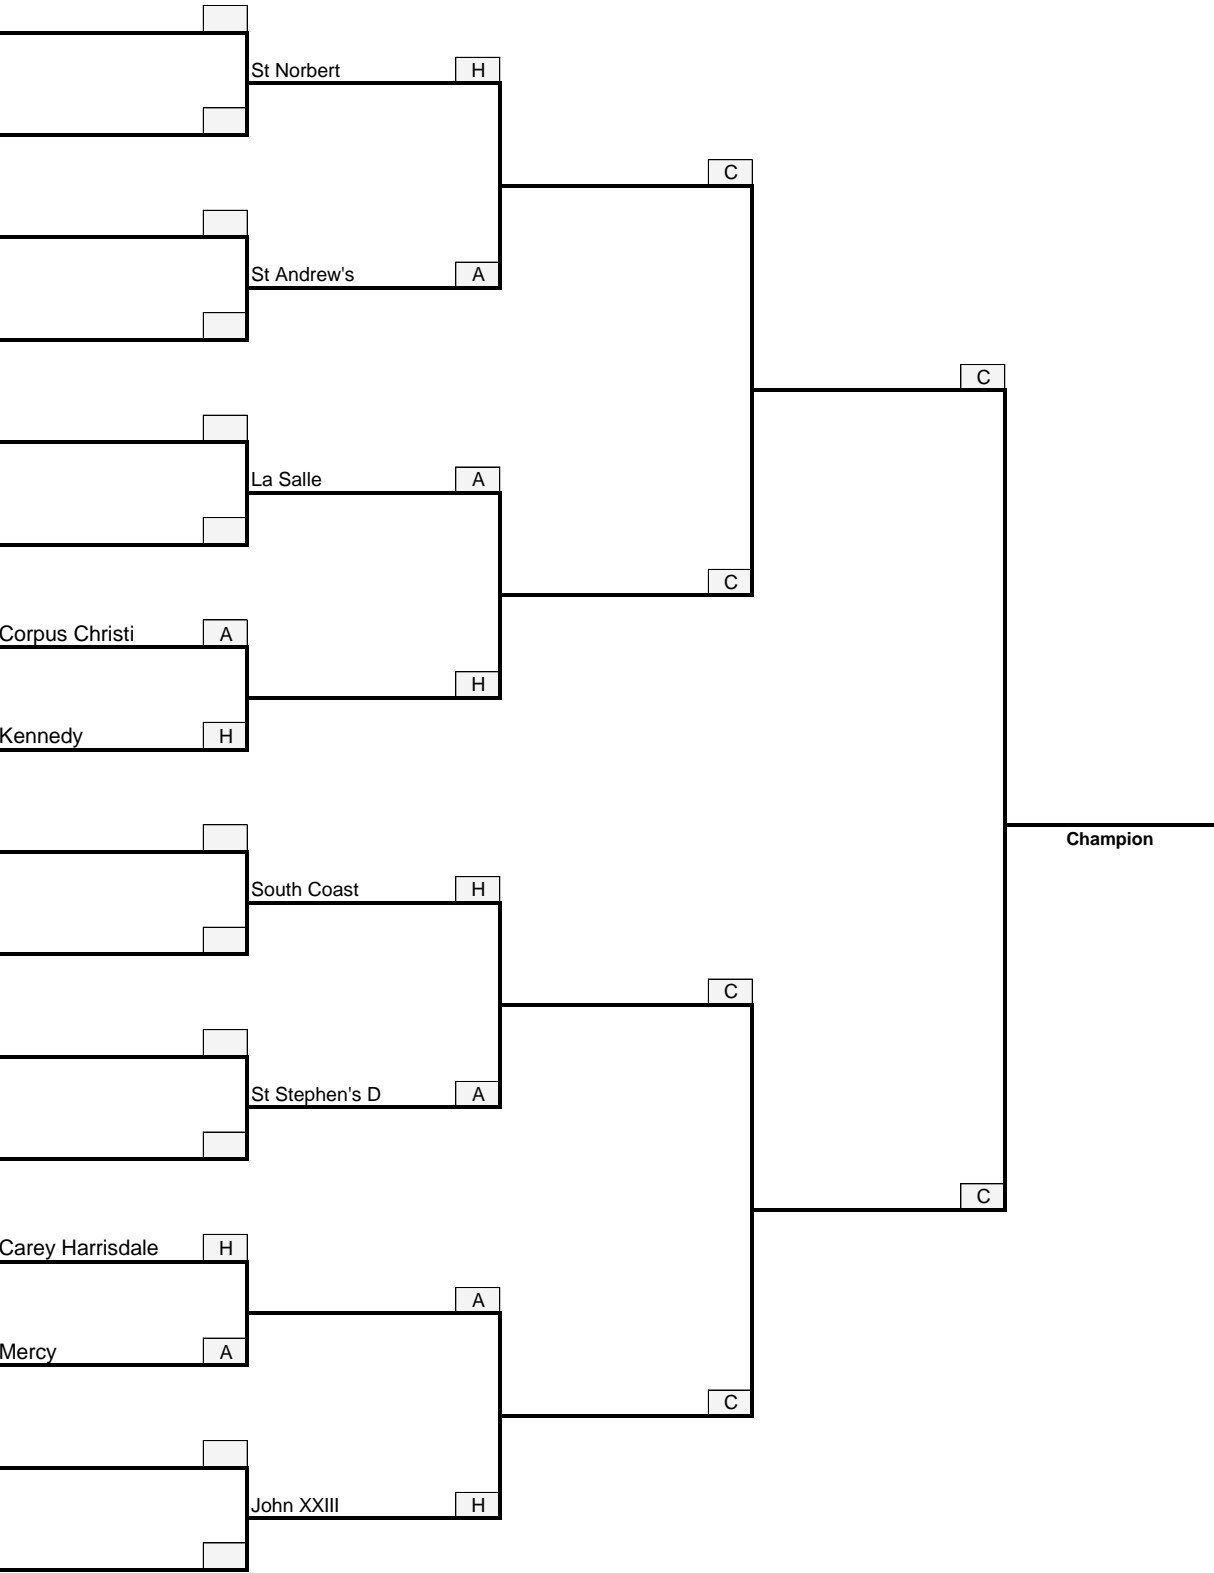 St Norbert H
C
St Andrew's A
C
La Salle A
C
Corpus Christi A
H
Kennedy H
Champion
South Coast H
C
St Stephen's D A
C
Carey Harrisdale H
A
Mercy A
C
John XXIII H